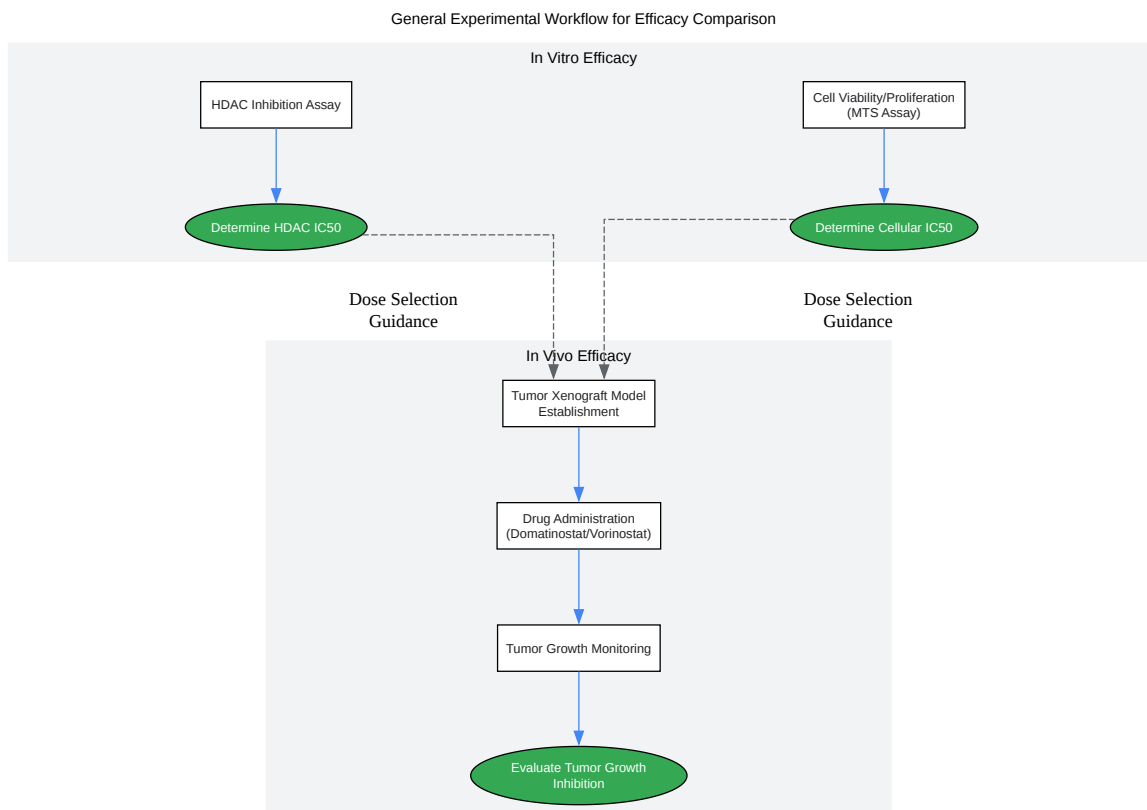 General Experimental Workflow for Efficacy Comparison
In Vitro Efficacy
HDAC Inhibition Assay
Cell Viability/Proliferation
(MTS Assay)
Determine HDAC IC50
Determine Cellular IC50
Dose Selection
Guidance
Dose Selection
Guidance
In Vivo Efficacy
Tumor Xenograft Model
Establishment
Drug Administration
(Domatinostat/Vorinostat)
Tumor Growth Monitoring
Evaluate Tumor Growth
Inhibition